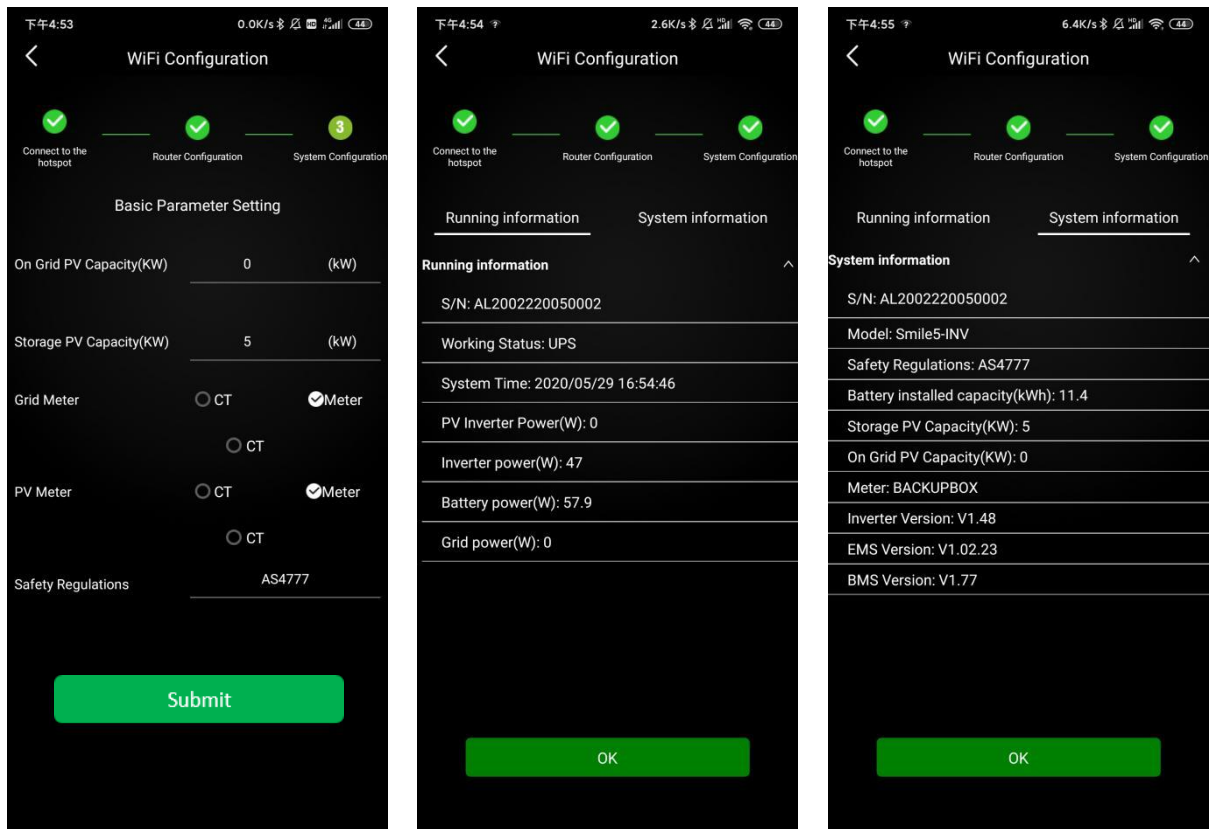 下午4:53
0.0K/s
HD
4G
44
WiFi Configuration
3
Connect to the
hotspot
Router Configuration
System Configuration
Basic Parameter Setting
On Grid PV Capacity(KW) 0 (kW)
Storage PV Capacity(KW) 5 (kW)
Grid Meter CT Meter
CT
PV Meter CT Meter
CT
Safety Regulations AS4777
Submit
下午4:54
2.6K/s
HD
44
WiFi Configuration
Connect to the
hotspot
Router Configuration
System Configuration
Running information System information
Running information
S/N: AL2002220050002
Working Status: UPS
System Time: 2020/05/29 16:54:46
PV Inverter Power(W): 0
Inverter power(W): 47
Battery power(W): 57.9
Grid power(W): 0
OK
下午4:55
6.4K/s
HD
44
WiFi Configuration
Connect to the
hotspot
Router Configuration
System Configuration
Running information System information
System information
S/N: AL2002220050002
Model: Smile5-INV
Safety Regulations: AS4777
Battery installed capacity(kWh): 11.4
Storage PV Capacity(KW): 5
On Grid PV Capacity(KW): 0
Meter: BACKUPBOX
Inverter Version: V1.48
EMS Version: V1.02.23
BMS Version: V1.77
OK